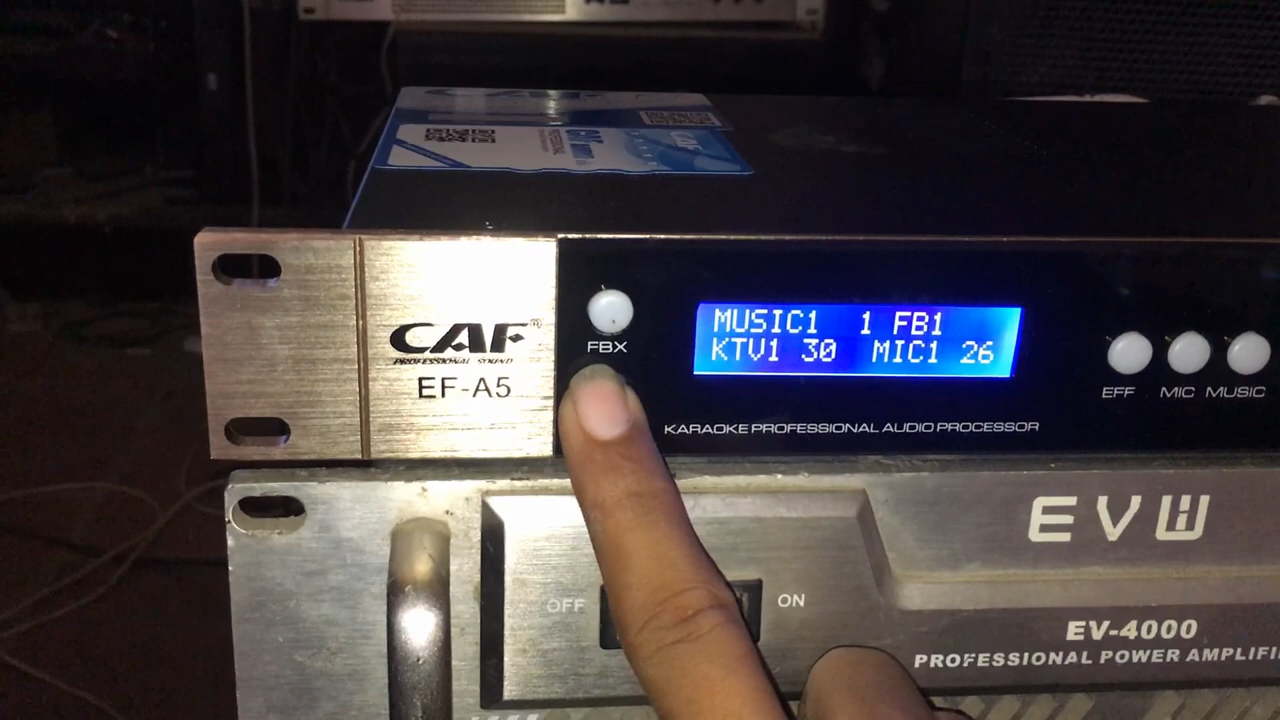 CAF®
PROFESSIONAL SOUND
EF-A5
FBX
MUSIC1 1 FB1
KTV1 30 MIC1 26
EFF MIC MUSIC
KARAOKE PROFESSIONAL AUDIO PROCESSOR
EVW
OFF ON
EV-4000
PROFESSIONAL POWER AMPLIFI